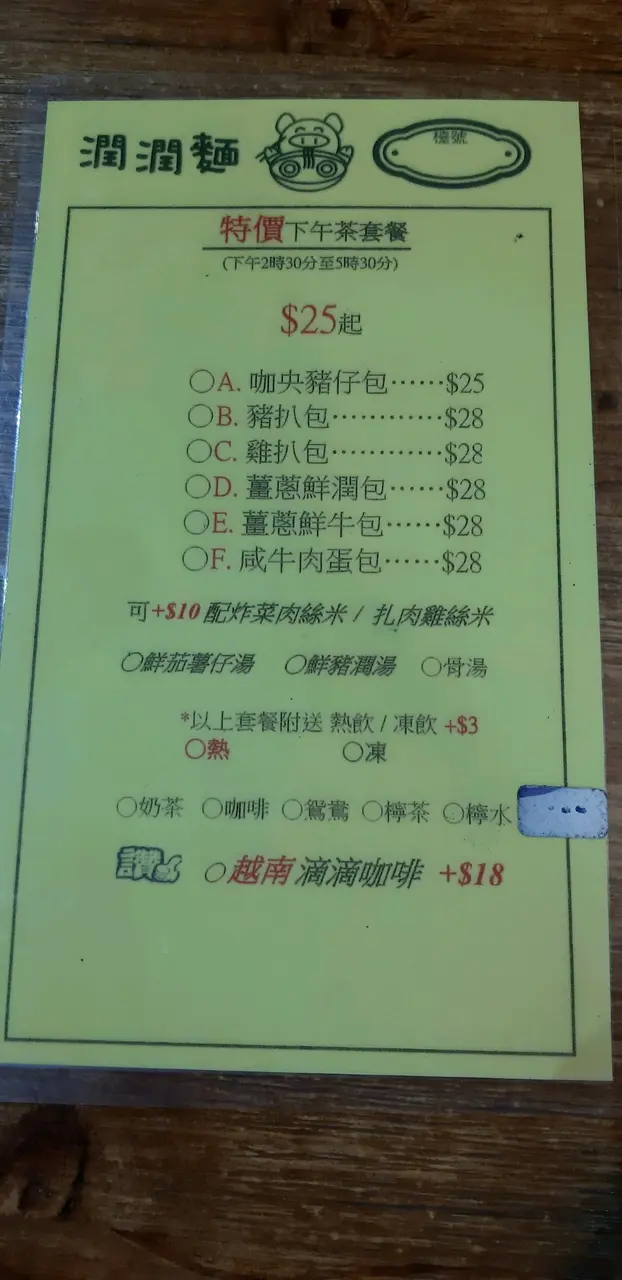 潤潤麵
檯號
特價下午茶套餐
(下午2時30分至5時30分)
$25起
○A. 咖央豬仔包……$25
○B. 豬扒包…………$28
○C. 雞扒包…………$28
○D. 薑蔥鮮潤包……$28
○E. 薑蔥鮮牛包……$28
○F. 咸牛肉蛋包……$28
可+$10 配炸菜肉絲米 / 扎肉雞絲米
○鮮茄薯仔湯 ○鮮豬潤湯 ○骨湯
*以上套餐附送 熱飲 / 凍飲 +$3
○熱 ○凍
○奶茶 ○咖啡 ○鴛鴦 ○檸茶 ○檸水
讚 ○越南滴滴咖啡 +$18